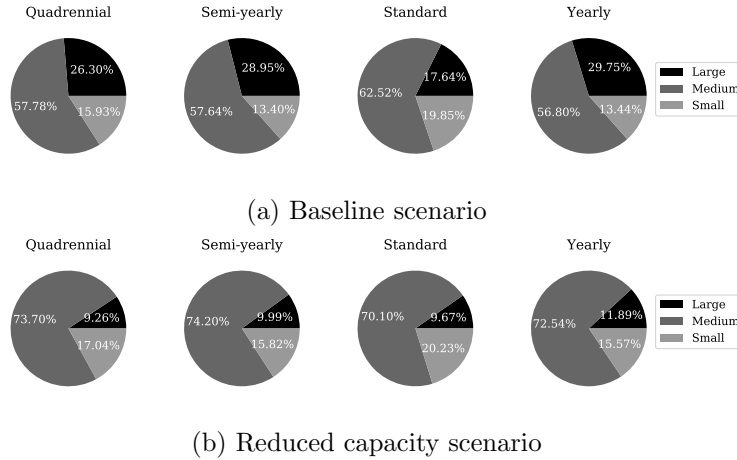 Quadrennial Semi-yearly Standard Yearly
26.30% 57.78% 15.93%
28.95% 57.64% 13.40%
17.64% 62.52% 19.85%
29.75% 56.80% 13.44%
Large
Medium
Small
(a) Baseline scenario
Quadrennial Semi-yearly Standard Yearly
73.70% 9.26% 17.04%
74.20% 9.99% 15.82%
70.10% 9.67% 20.23%
72.54% 11.89% 15.57%
Large
Medium
Small
(b) Reduced capacity scenario